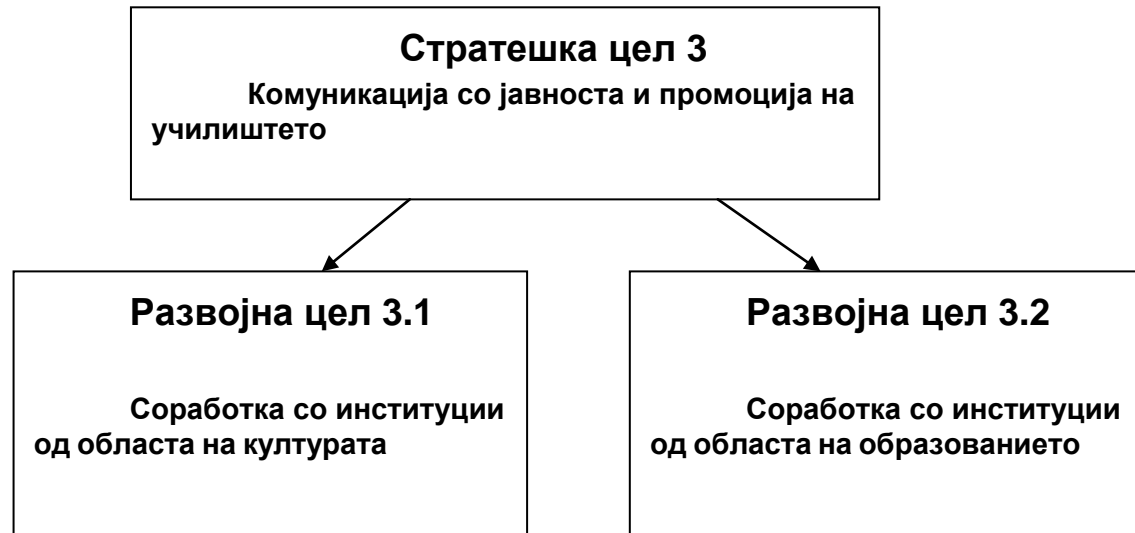 Стратешка цел 3
Комуникација со јавноста и промоција на
училиштето
Развојна цел 3.1
Соработка со институции
од областа на културата
Развојна цел 3.2
Соработка со институции
од областа на образованието